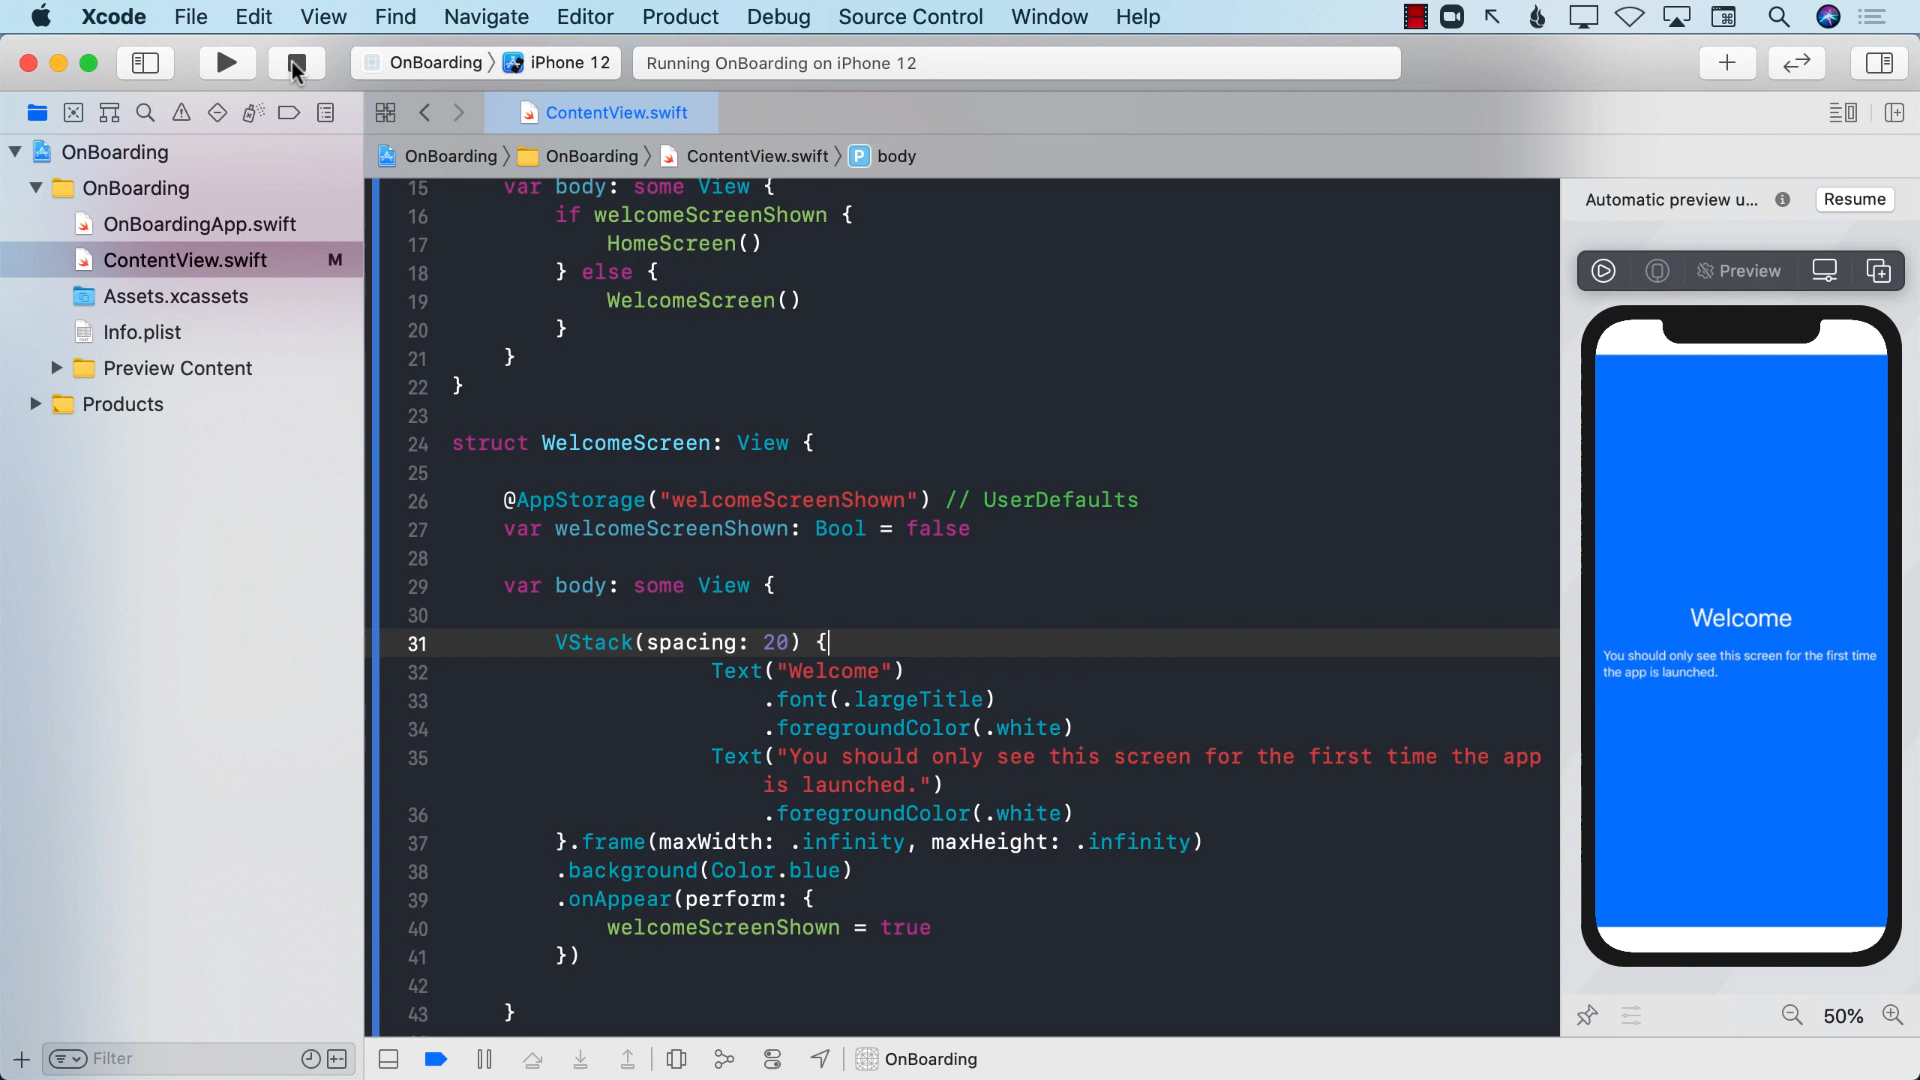 Xcode File Edit View Find Navigate Editor Product Debug Source Control Window Help
OnBoarding 〉 iPhone 12
Running OnBoarding on iPhone 12
ContentView.swift
OnBoarding 〉 OnBoarding 〉 ContentView.swift 〉 P body
OnBoarding
OnBoarding
OnBoardingApp.swift
ContentView.swift M
Assets.xcassets
Info.plist
Preview Content
Products
Filter
15 var body: some View {
16 if welcomeScreenShown {
17 HomeScreen()
18 } else {
19 WelcomeScreen()
20 }
21 }
22 }
23
24 struct WelcomeScreen: View {
25
26 @AppStorage("welcomeScreenShown") // UserDefaults
27 var welcomeScreenShown: Bool = false
28
29 var body: some View {
30
31 VStack(spacing: 20) {
32 Text("Welcome")
33 .font(.largeTitle)
34 .foregroundColor(.white)
35 Text("You should only see this screen for the first time the app
is launched.")
36 .foregroundColor(.white)
37 }.frame(maxWidth: .infinity, maxHeight: .infinity)
38 .background(Color.blue)
39 .onAppear(perform: {
40 welcomeScreenShown = true
41 })
42
43 }
OnBoarding
Automatic preview u... Resume
Preview
Welcome
You should only see this screen for the first time
the app is launched.
50%